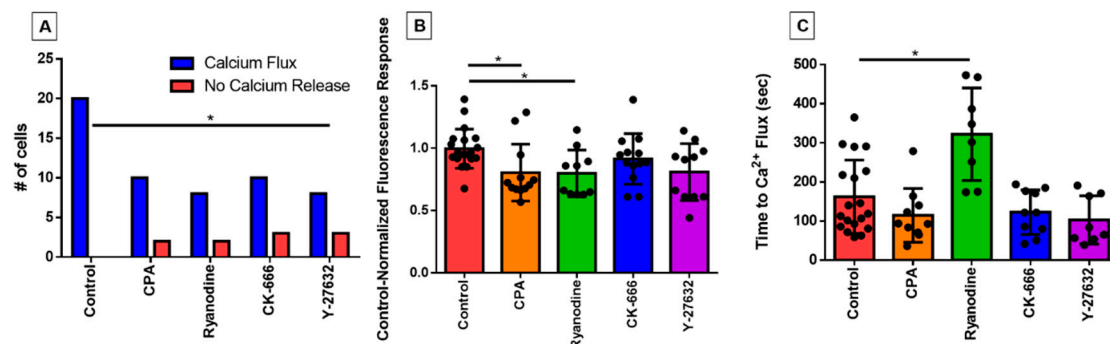 A
25
20
15
10
5
0
# of cells
Calcium Flux
No Calcium Release
*
Control
CPA
Ryanodine
CK-666
Y-27632
B
1.5
1.0
0.5
0.0
Control-Normalized Fluorescence Response
*
*
Control
CPA
Ryanodine
CK-666
Y-27632
C
500
400
300
200
100
0
Time to Ca²⁺ Flux (sec)
*
Control
CPA
Ryanodine
CK-666
Y-27632